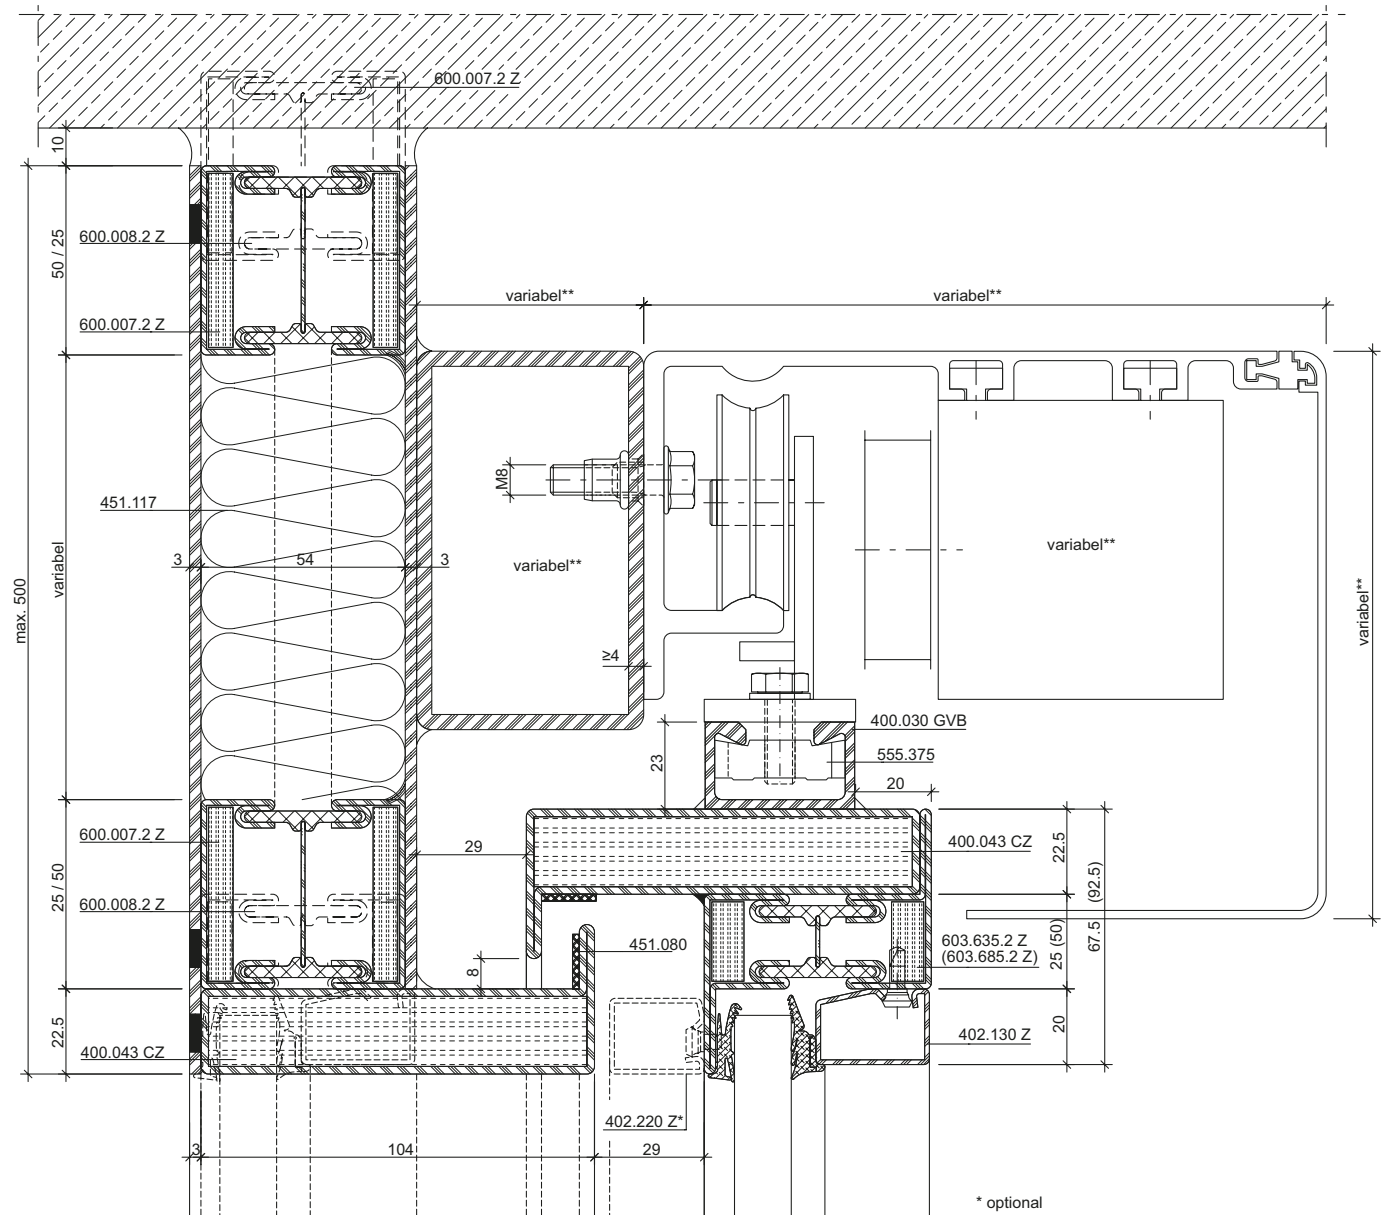 600.007.2 Z
10
600.008.2 Z
50 / 25
variabel**
variabel**
600.007.2 Z
M8
451.117
variabel**
variabel**
3
54
3
variabel
max. 500
variabel**
≥4
400.030 GVB
555.375
23
20
600.007.2 Z
29
400.043 CZ
22.5
25 / 50
600.008.2 Z
(92.5)
67.5
603.635.2 Z
(603.685.2 Z)
25 (50)
451.080
8
22.5
400.043 CZ
402.130 Z
20
402.220 Z*
3
104
29
* optional